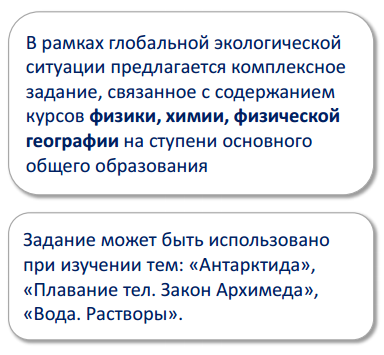 В рамках глобальной экологической
ситуации предлагается комплексное
задание, связанное с содержанием
курсов физики, химии, физической
географии на ступени основного
общего образования
Задание может быть использовано
при изучении тем: «Антарктида»,
«Плавание тел. Закон Архимеда»,
«Вода. Растворы».